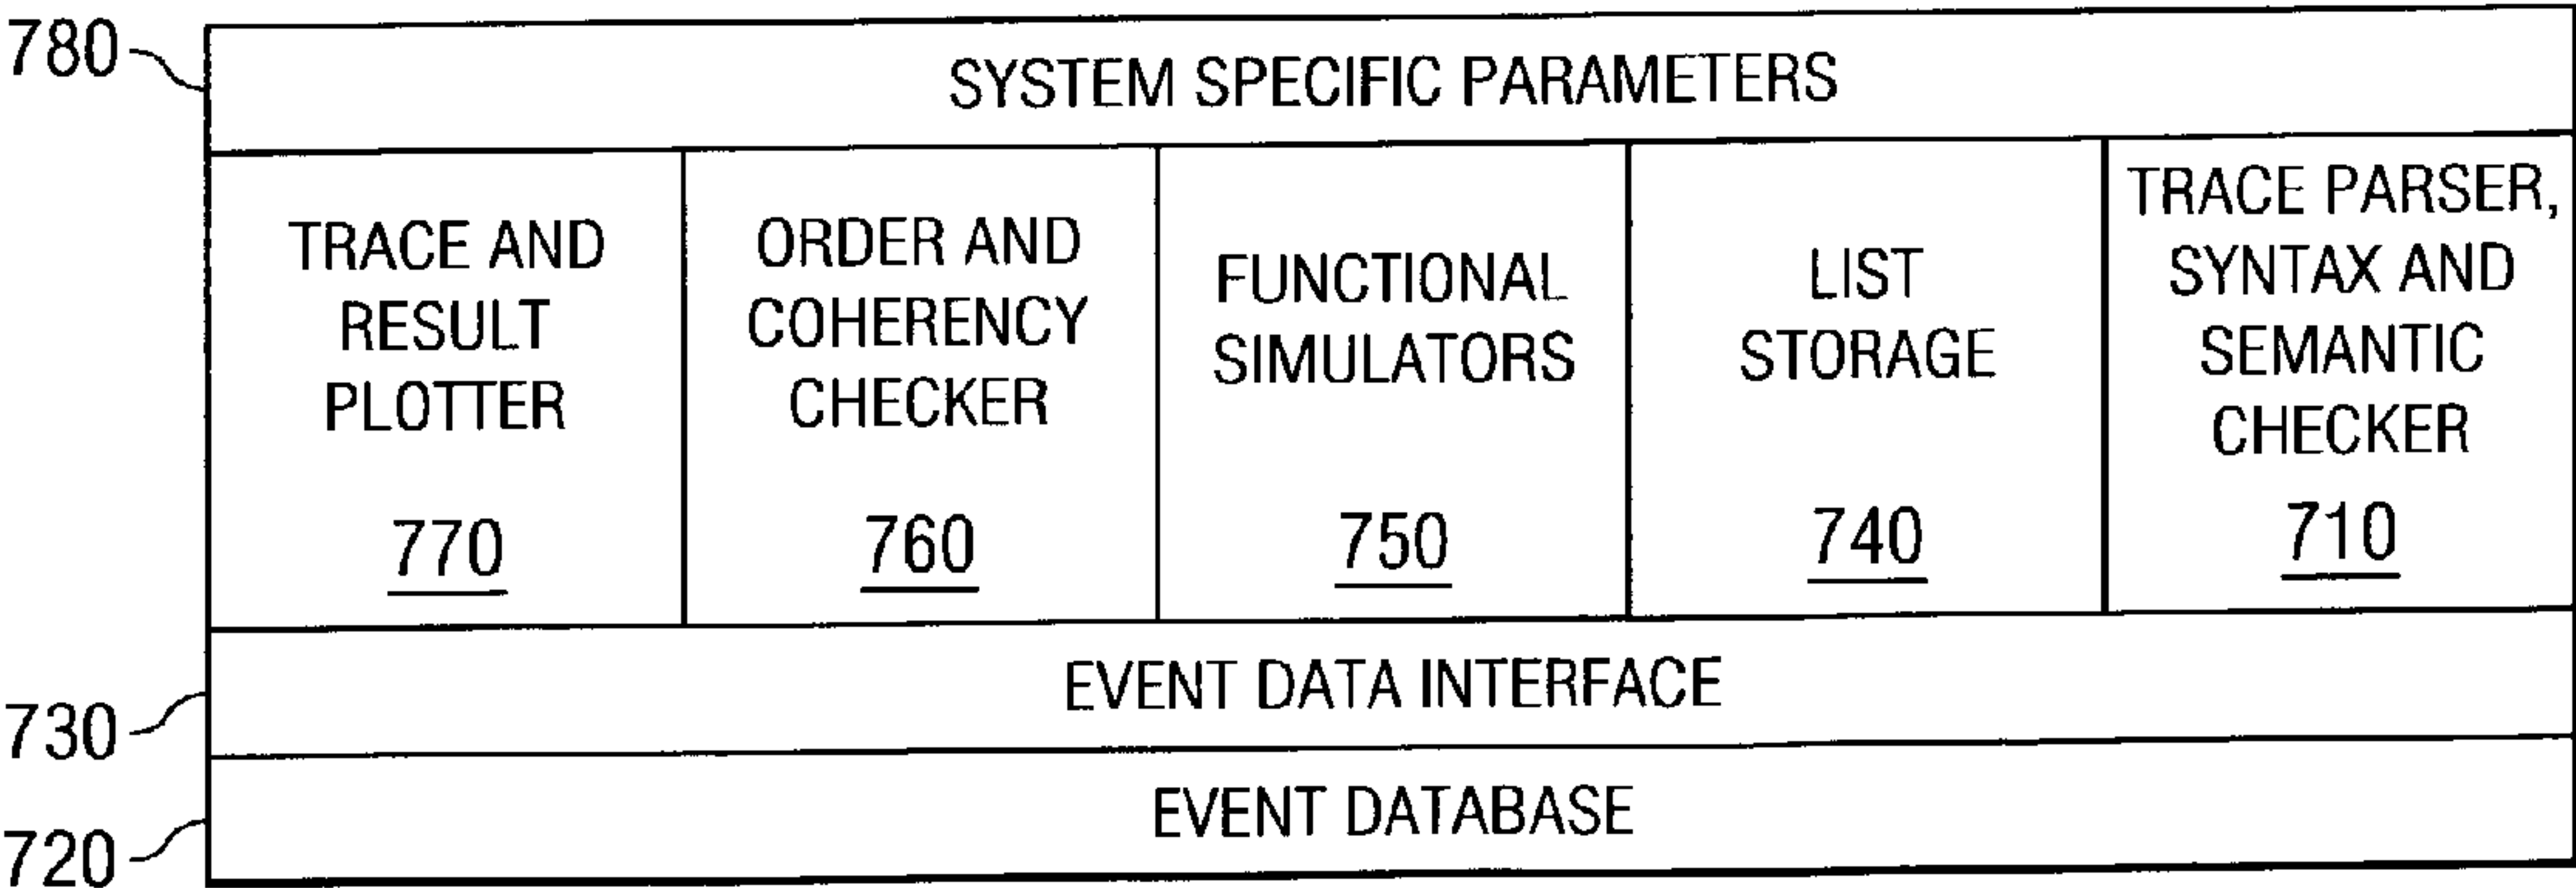 780
SYSTEM SPECIFIC PARAMETERS
TRACE AND
RESULT
PLOTTER
770
ORDER AND
COHERENCY
CHECKER
760
FUNCTIONAL
SIMULATORS
750
LIST
STORAGE
740
TRACE PARSER,
SYNTAX AND
SEMANTIC
CHECKER
710
730
EVENT DATA INTERFACE
720
EVENT DATABASE